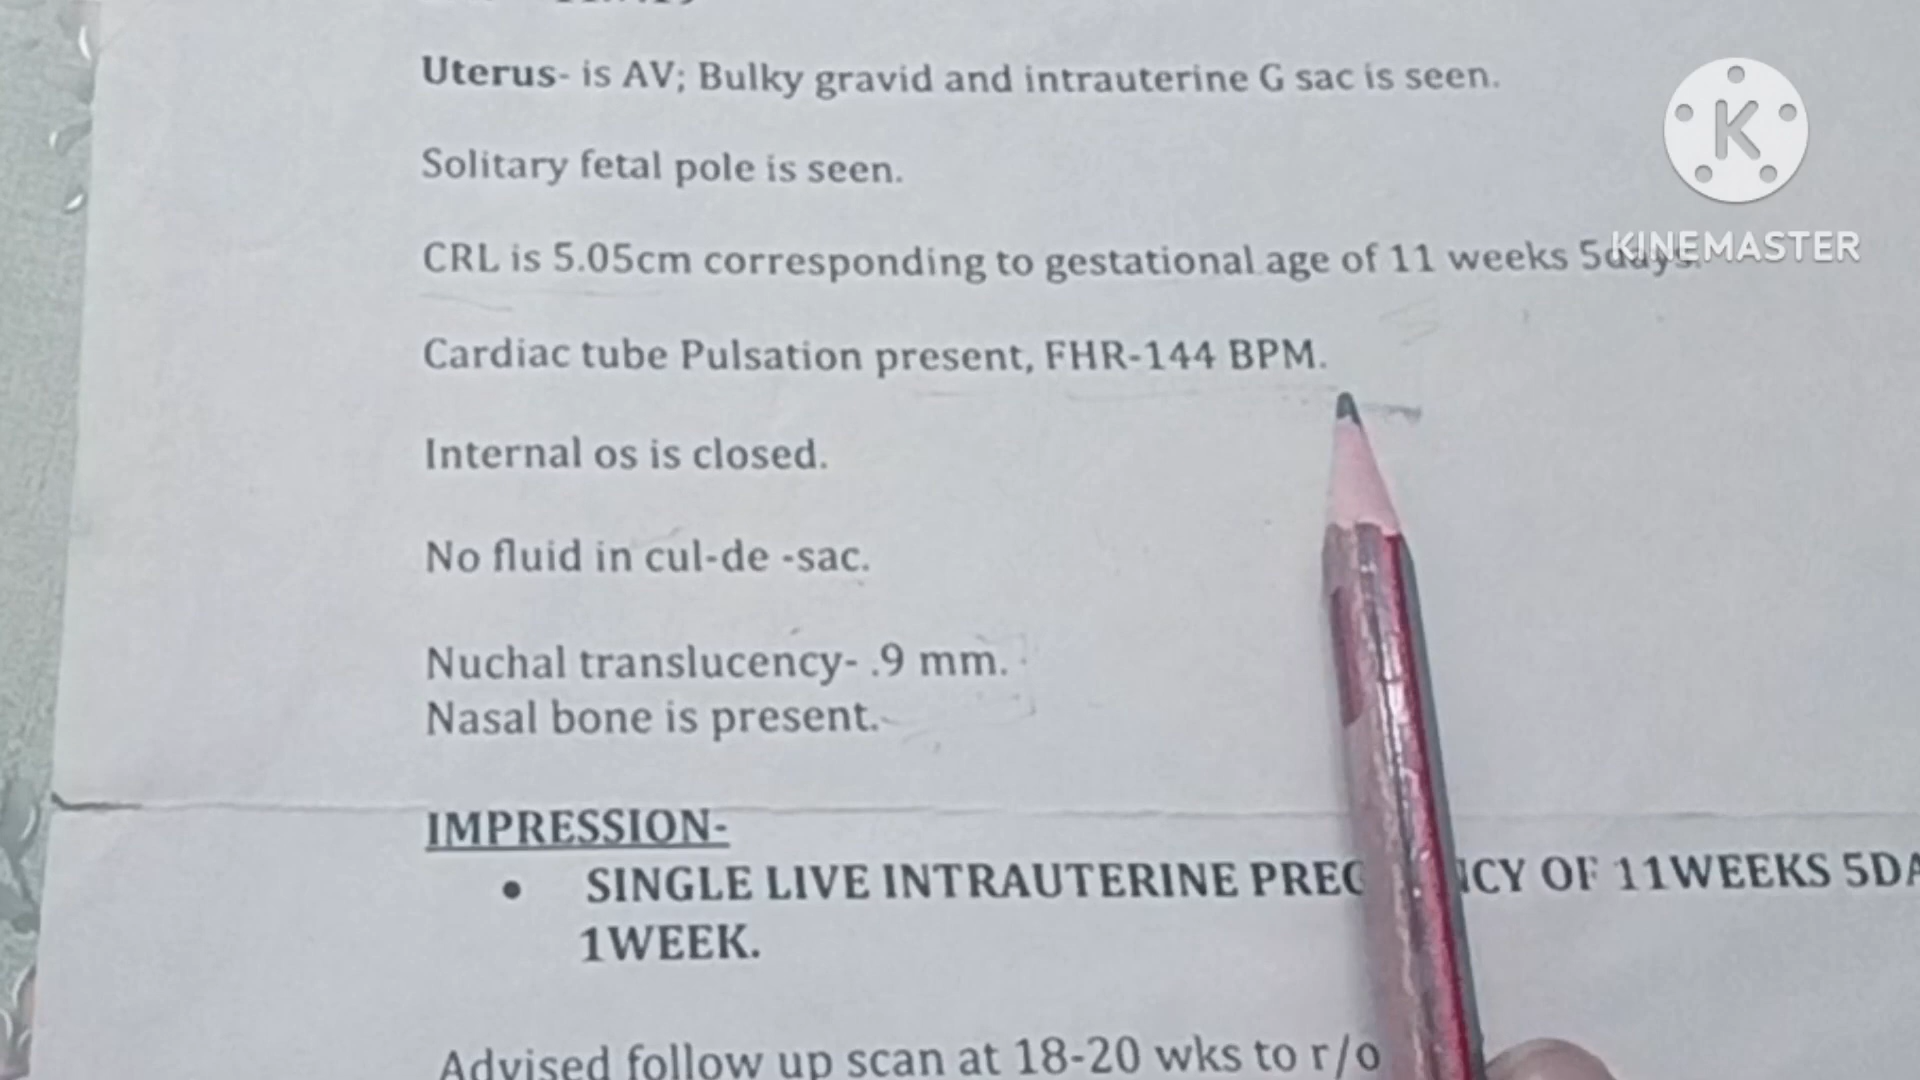 Uterus- is AV; Bulky gravid and intrauterine G sac is seen.
K
KINEMASTER
Solitary fetal pole is seen.
CRL is 5.05cm corresponding to gestational age of 11 weeks 5days.
Cardiac tube Pulsation present, FHR-144 BPM.
Internal os is closed.
No fluid in cul-de -sac.
Nuchal translucency- .9 mm.
Nasal bone is present.
IMPRESSION-
• SINGLE LIVE INTRAUTERINE OF 11WEEKS
1WEEK.
Advised follow up scan at 18-20 wks to r/o